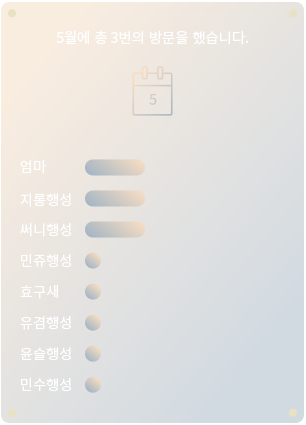 5월에 총 3번의 방문을 했습니다.
5
엄마
지롱행성
써니행성
민쥬행성
효구새
유겸행성
윤슬행성
민수행성